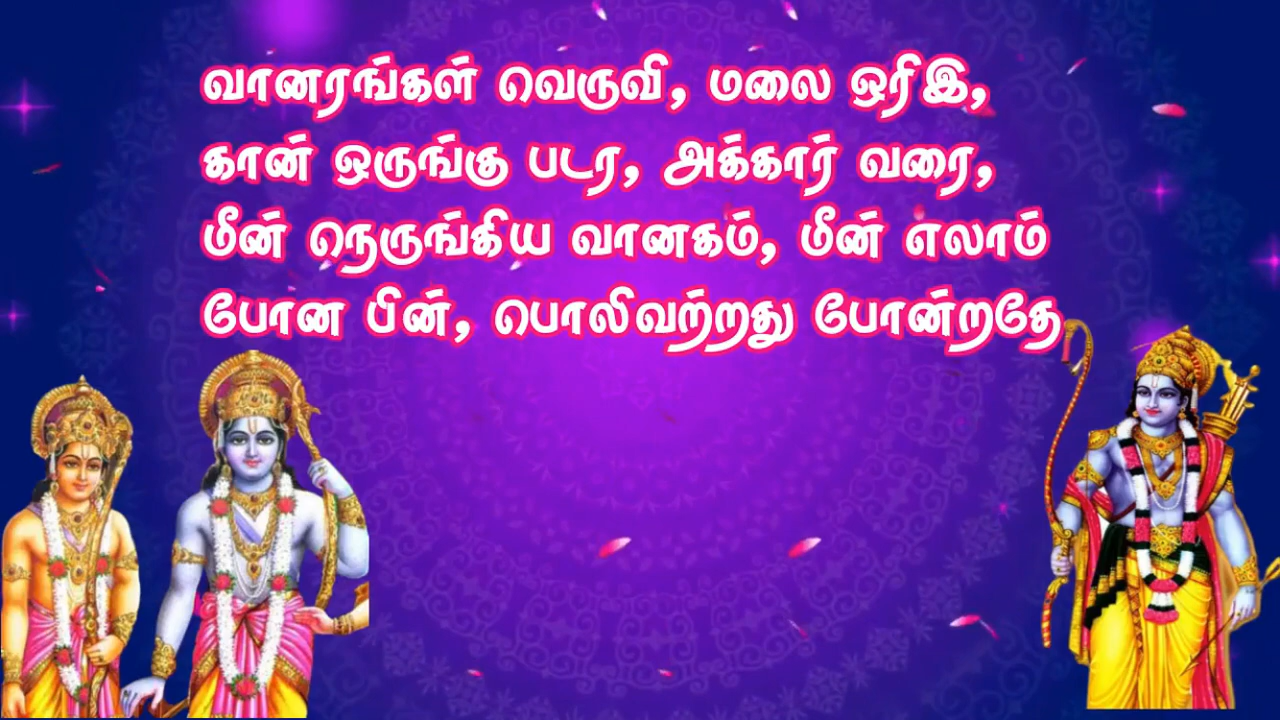 வானரங்கள் வெருவி, மலை ஒரிஇ,
கான் ஒருங்கு படர, அக்கார் வரை,
மீன் நெருங்கிய வானகம், மீன் எலாம்
போன பின், பொலிவற்றது போன்றதே